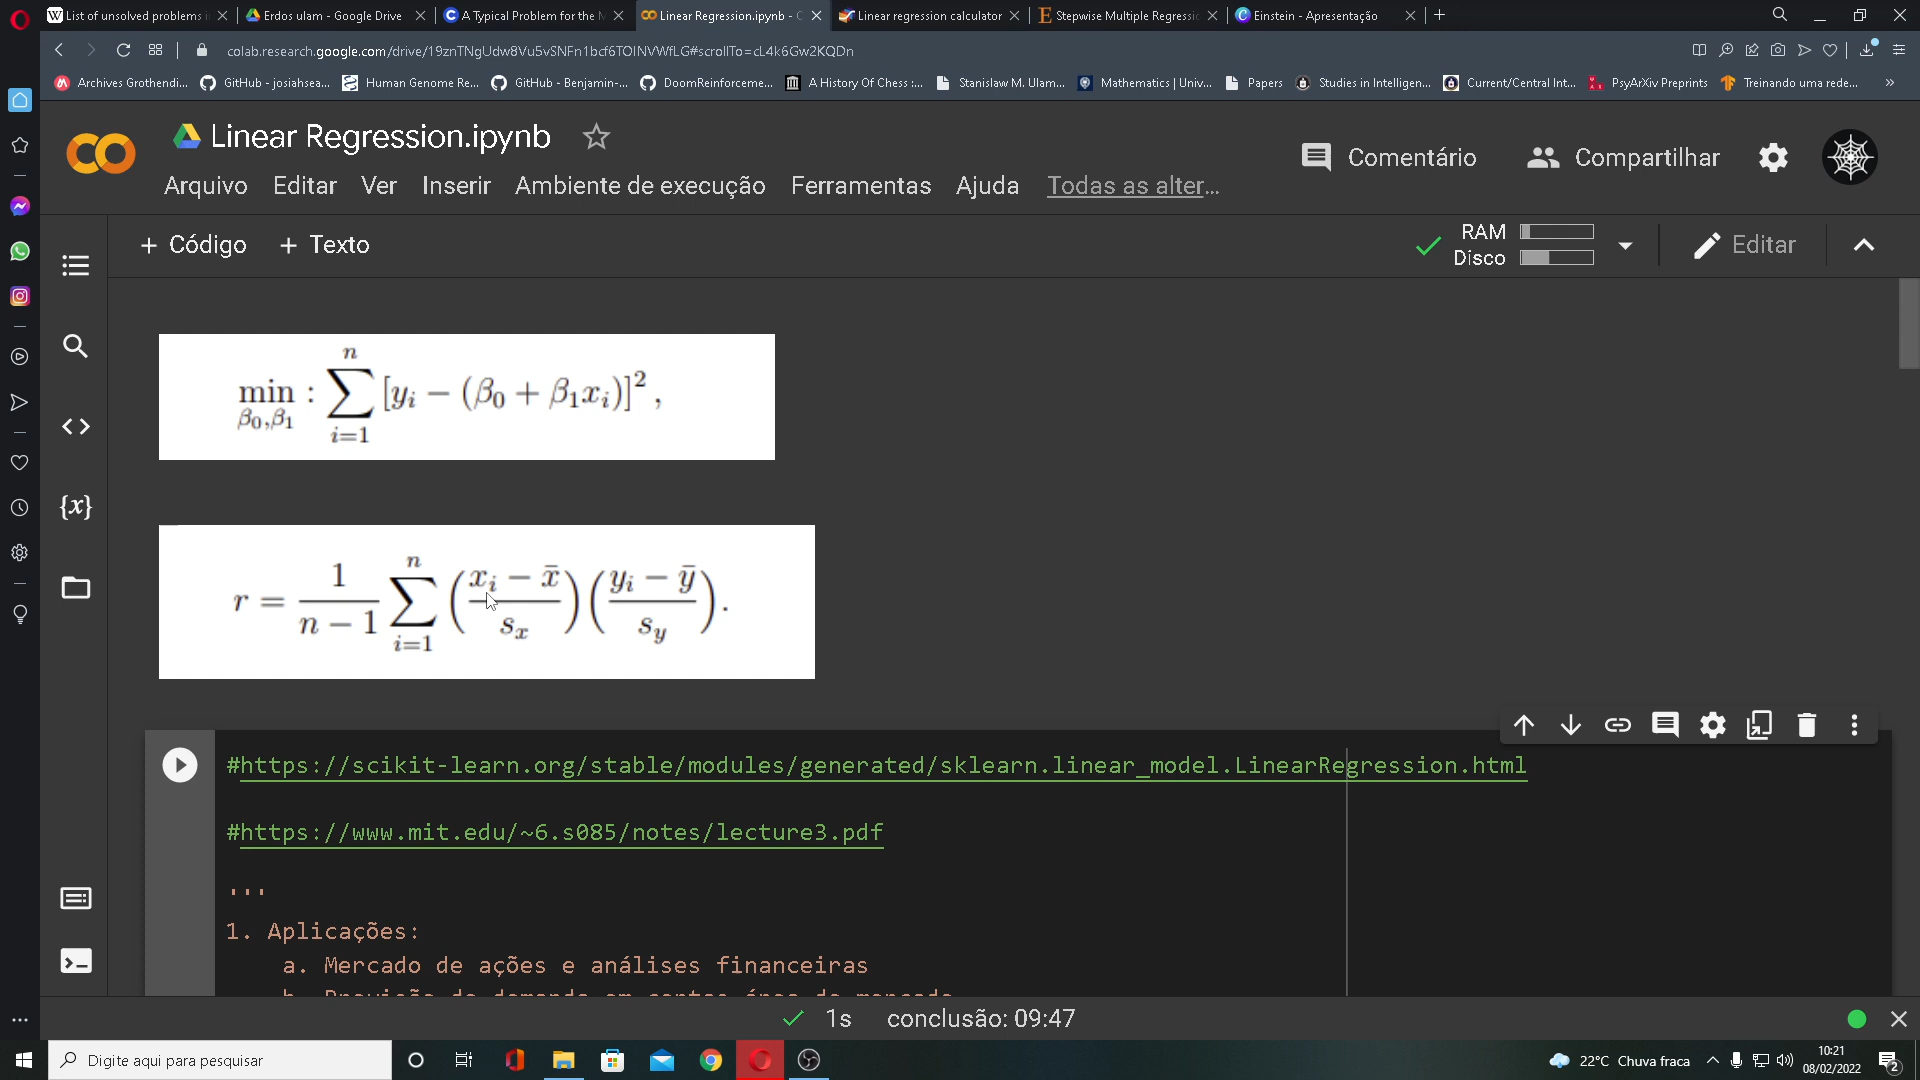 List of unsolved problems i
Erdos ulam - Google Drive
A Typical Problem for the M
Linear Regression.ipynb - C
Linear regression calculator
Stepwise Multiple Regressic
Einstein - Apresentação
colab.research.google.com/drive/19znTNgUdw8Vu5vSNFn1bcf6TOlNVWfLG#scrollTo=cL4k6Gw2KQDn
Archives Grothendi...
GitHub - josiahsea...
Human Genome Re...
GitHub - Benjamin-...
DoomReinforceme...
A History Of Chess :...
Stanislaw M. Ulam...
Mathematics | Univ...
Papers
Studies in Intelligen...
Current/Central Int...
PsyArXiv Preprints
Treinando uma rede...
Linear Regression.ipynb
Comentário
Compartilhar
Arquivo Editar Ver Inserir Ambiente de execução Ferramentas Ajuda Todas as alter...
+ Código + Texto
RAM
Disco
Editar
min β0,β1 : ∑ i=1 n [yi − (β0 + β1xi)]²,
r = 1/(n − 1) ∑ i=1 n ((xi − x̄)/sx)((yi − ȳ)/sy).
#https://scikit-learn.org/stable/modules/generated/sklearn.linear_model.LinearRegression.html
#https://www.mit.edu/~6.s085/notes/lecture3.pdf
'''
1. Aplicações:
a. Mercado de ações e análises financeiras
1s conclusão: 09:47
Digite aqui para pesquisar
22°C Chuva fraca
10:21
08/02/2022
2